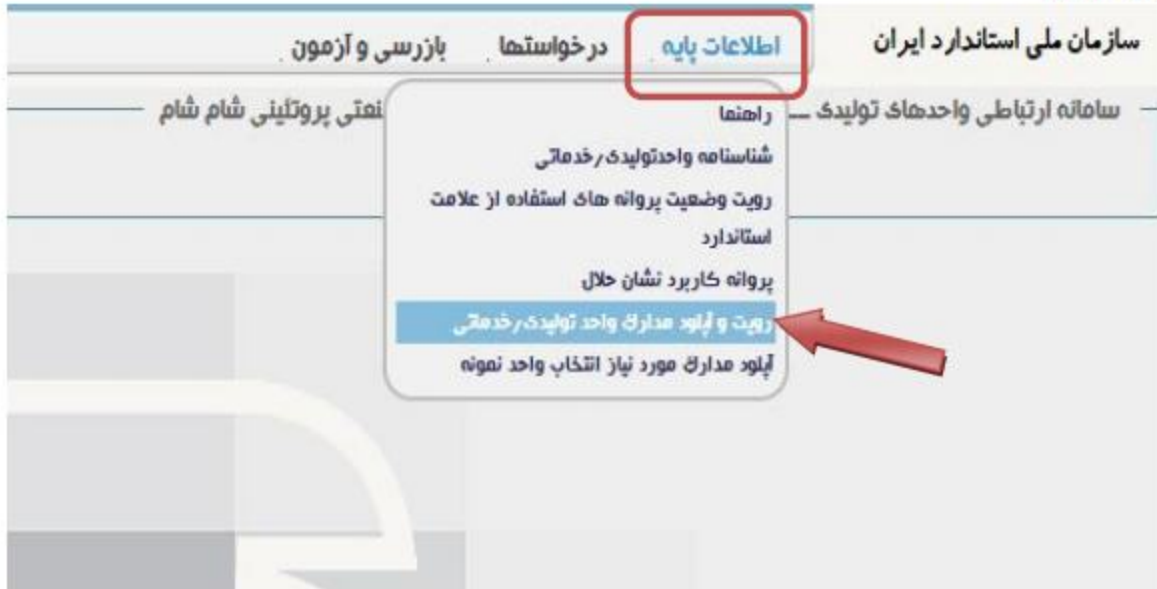 سازمان ملی استاندارد ایران
اطلاعات پایه
درخواستها
بازرسی و آزمون
سامانه ارتباطی واحدهای تولیدی
صنعتی پروتئینی شام شام
راهنما
شناسنامه واحدتولیدی/خدماتی
رویت وضعیت پروانه های استفاده از علامت
استاندارد
پروانه کاربرد نشان حلال
رویت و آپلود مدارک واحد تولیدی/خدماتی
آپلود مدارک مورد نیاز انتخاب واحد نمونه